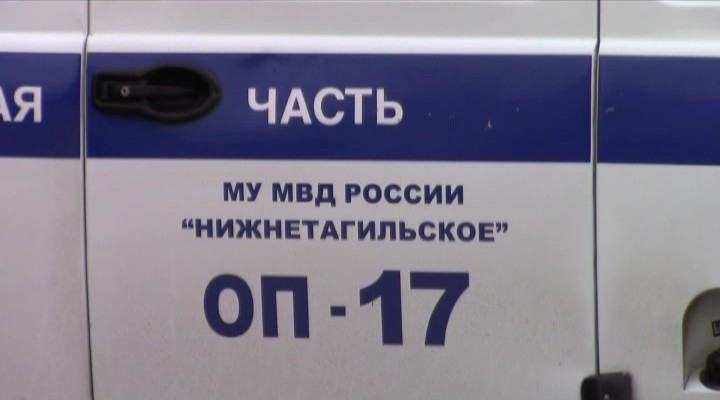 АЯ ЧАСТЬ
МУ МВД РОССИИ
“НИЖНЕТАГИЛЬСКОЕ”
ОП - 17